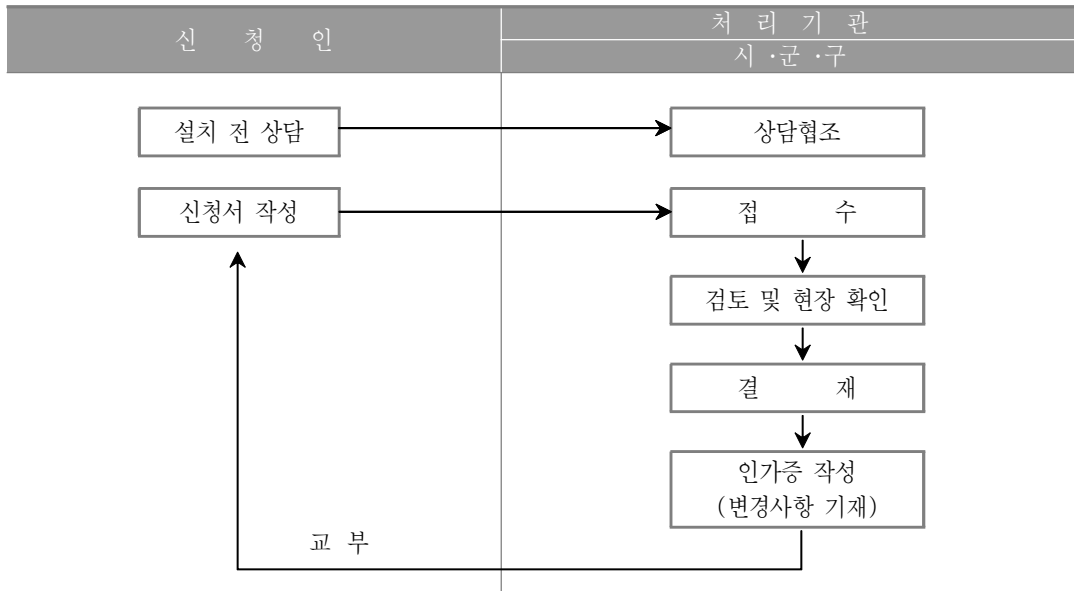 신 청 인
처 리 기 관
시 ·군 ·구
설치 전 상담
상담협조
신청서 작성
접 수
검토 및 현장 확인
결 재
인가증 작성
(변경사항 기재)
교 부